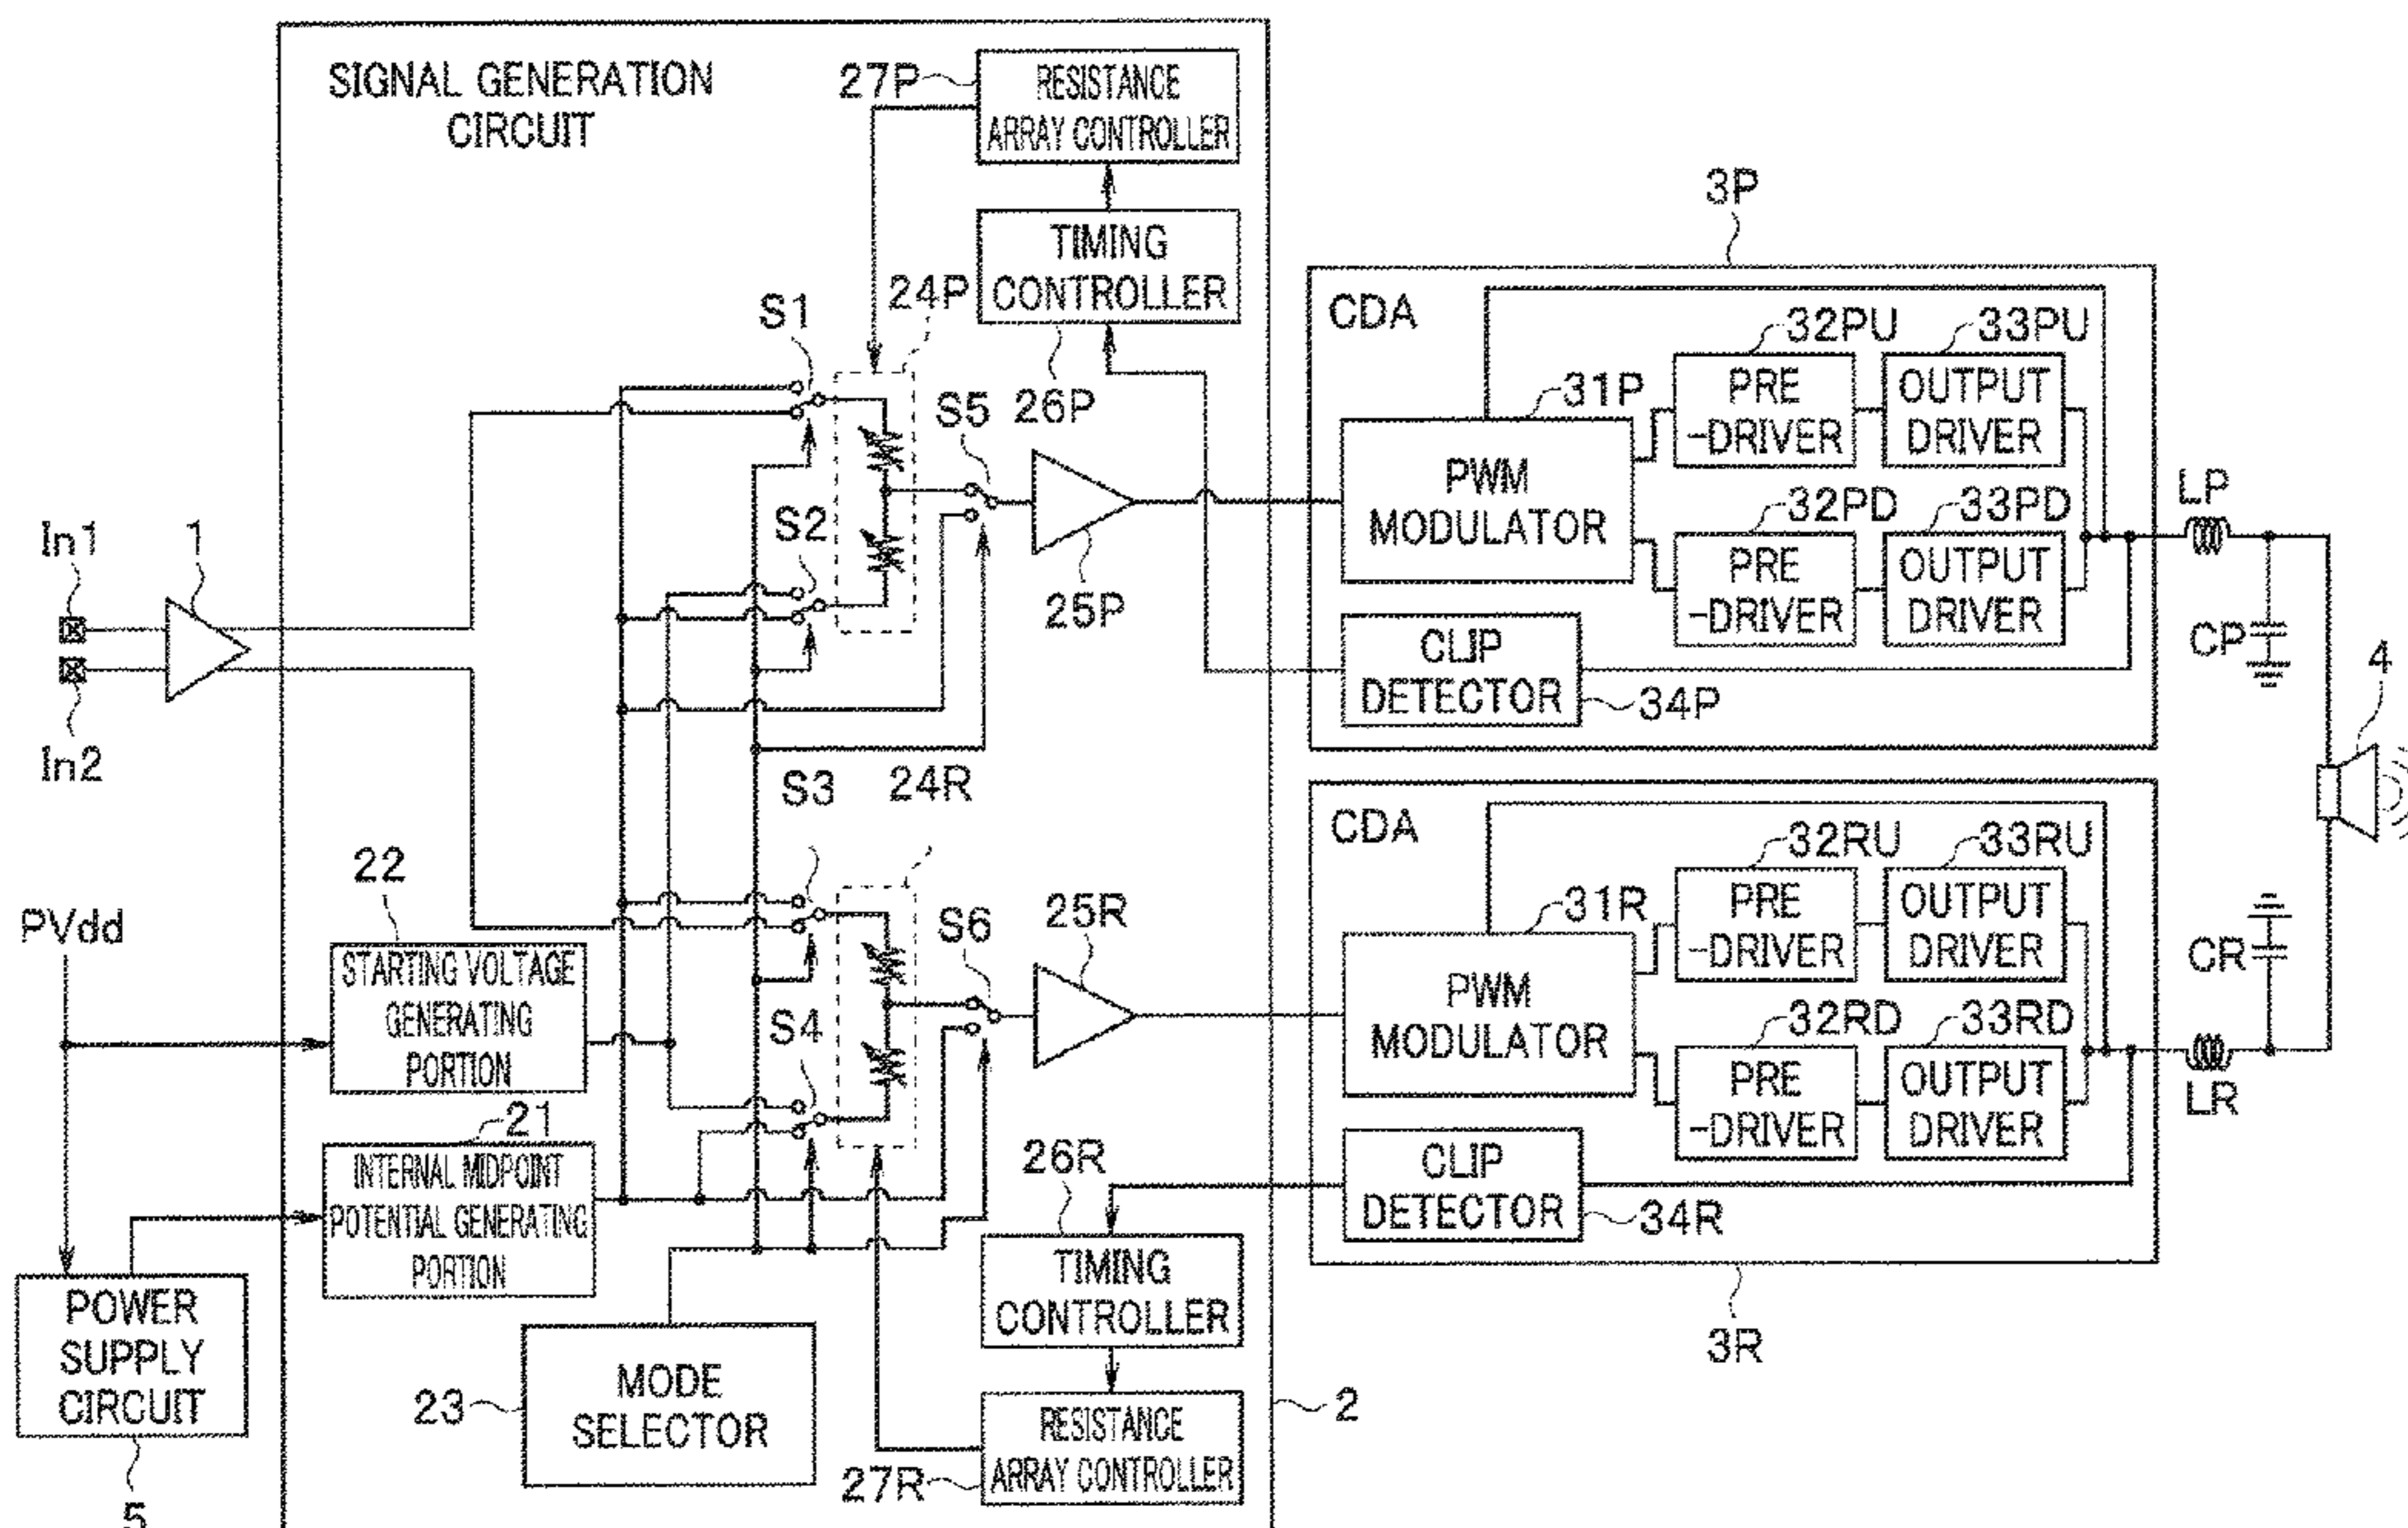 SIGNAL GENERATION
CIRCUIT
27P
RESISTANCE
ARRAY CONTROLLER
TIMING
CONTROLLER
26P
24P
S1
S2
S5
25P
In1
In2
1
3P
CDA
31P
PWM
MODULATOR
32PU
PRE
-DRIVER
33PU
OUTPUT
DRIVER
32PD
PRE
-DRIVER
33PD
OUTPUT
DRIVER
CLIP
DETECTOR
34P
LP
CP
4
S3
24R
S4
S6
25R
PVdd
22
STARTING VOLTAGE
GENERATING
PORTION
21
INTERNAL MIDPOINT
POTENTIAL GENERATING
PORTION
POWER
SUPPLY
CIRCUIT
5
23
MODE
SELECTOR
26R
TIMING
CONTROLLER
27R
RESISTANCE
ARRAY CONTROLLER
2
CDA
31R
PWM
MODULATOR
32RU
PRE
-DRIVER
33RU
OUTPUT
DRIVER
32RD
PRE
-DRIVER
33RD
OUTPUT
DRIVER
CLIP
DETECTOR
34R
3R
CR
LR